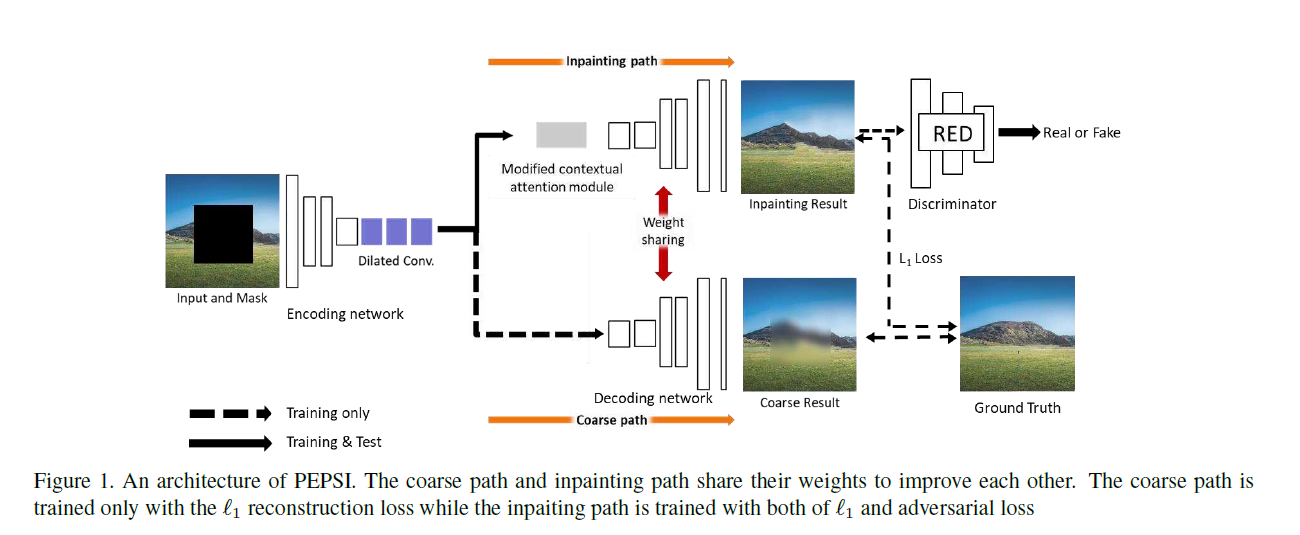 Inpainting path
RED
Real or Fake
Modified contextual
attention module
Inpainting Result
Discriminator
Weight
sharing
Dilated Conv.
L1 Loss
Input and Mask
Encoding network
Decoding network
Coarse Result
Ground Truth
Training only
Coarse path
Training & Test
Figure 1. An architecture of PEPSI. The coarse path and inpainting path share their weights to improve each other. The coarse path is
trained only with the ℓ1 reconstruction loss while the inpaiting path is trained with both of ℓ1 and adversarial loss